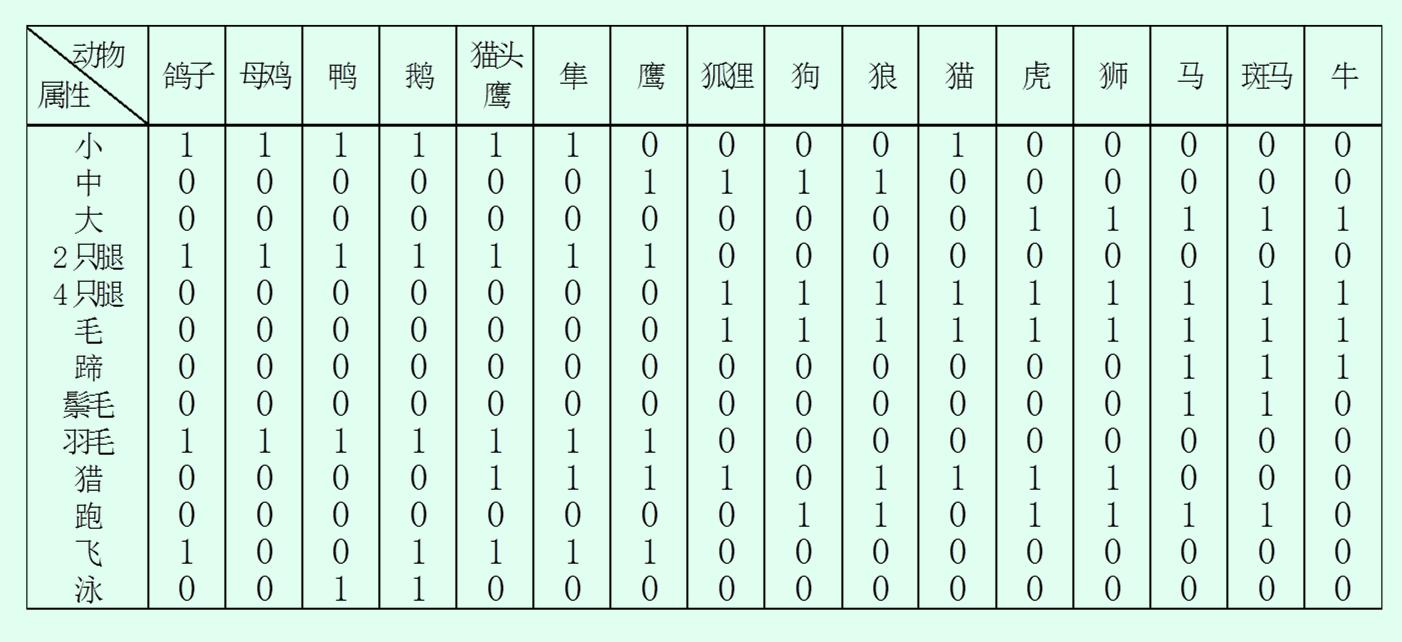 动物
属性 鸽子 母鸡 鸭 鹅 猫头鹰 隼 鹰 狐狸 狗 狼 猫 虎 狮 马 斑马 牛
小 1 1 1 1 1 1 0 0 0 0 1 0 0 0 0 0
中 0 0 0 0 0 0 1 1 1 1 0 0 0 0 0 0
大 0 0 0 0 0 0 0 0 0 0 0 1 1 1 1 1
2只腿 1 1 1 1 1 1 1 0 0 0 0 0 0 0 0 0
4只腿 0 0 0 0 0 0 0 1 1 1 1 1 1 1 1 1
毛 0 0 0 0 0 0 0 1 1 1 1 1 1 1 1 1
蹄 0 0 0 0 0 0 0 0 0 0 0 0 0 1 1 1
鬃毛 0 0 0 0 0 0 0 0 0 0 0 0 0 1 1 0
羽毛 1 1 1 1 1 1 1 0 0 0 0 0 0 0 0 0
猎 0 0 0 0 1 1 1 1 0 1 1 1 1 0 0 0
跑 0 0 0 0 0 0 0 0 1 1 0 1 1 1 1 0
飞 1 0 0 1 1 1 1 0 0 0 0 0 0 0 0 0
泳 0 0 1 1 0 0 0 0 0 0 0 0 0 0 0 0